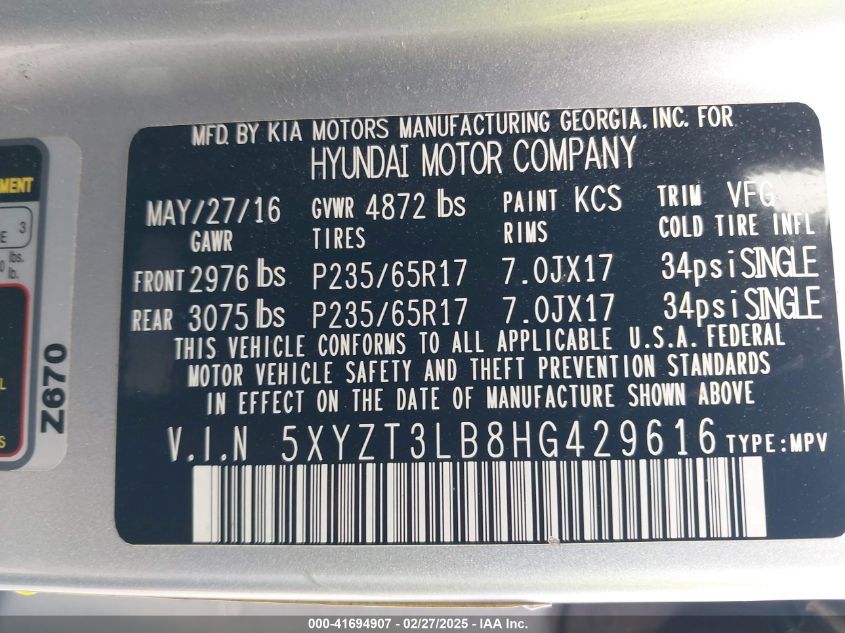 MFD. BY KIA MOTORS MANUFACTURING GEORGIA, INC. FOR
HYUNDAI MOTOR COMPANY
MAY/27/16 GVWR 4872 lbs PAINT KCS TRIM VFG
GAWR TIRES RIMS COLD TIRE INFL
FRONT 2976 lbs P235/65R17 7.0JX17 34psi SINGLE
REAR 3075 lbs P235/65R17 7.0JX17 34psi SINGLE
THIS VEHICLE CONFORMS TO ALL APPLICABLE U.S.A. FEDERAL
MOTOR VEHICLE SAFETY AND THEFT PREVENTION STANDARDS
IN EFFECT ON THE DATE OF MANUFACTURE SHOWN ABOVE
V.I.N 5XYZT3LB8HG429616 TYPE:MPV
3
lbs.
lb.
Z670
000-41694907 - 02/27/2025 - IAA Inc.